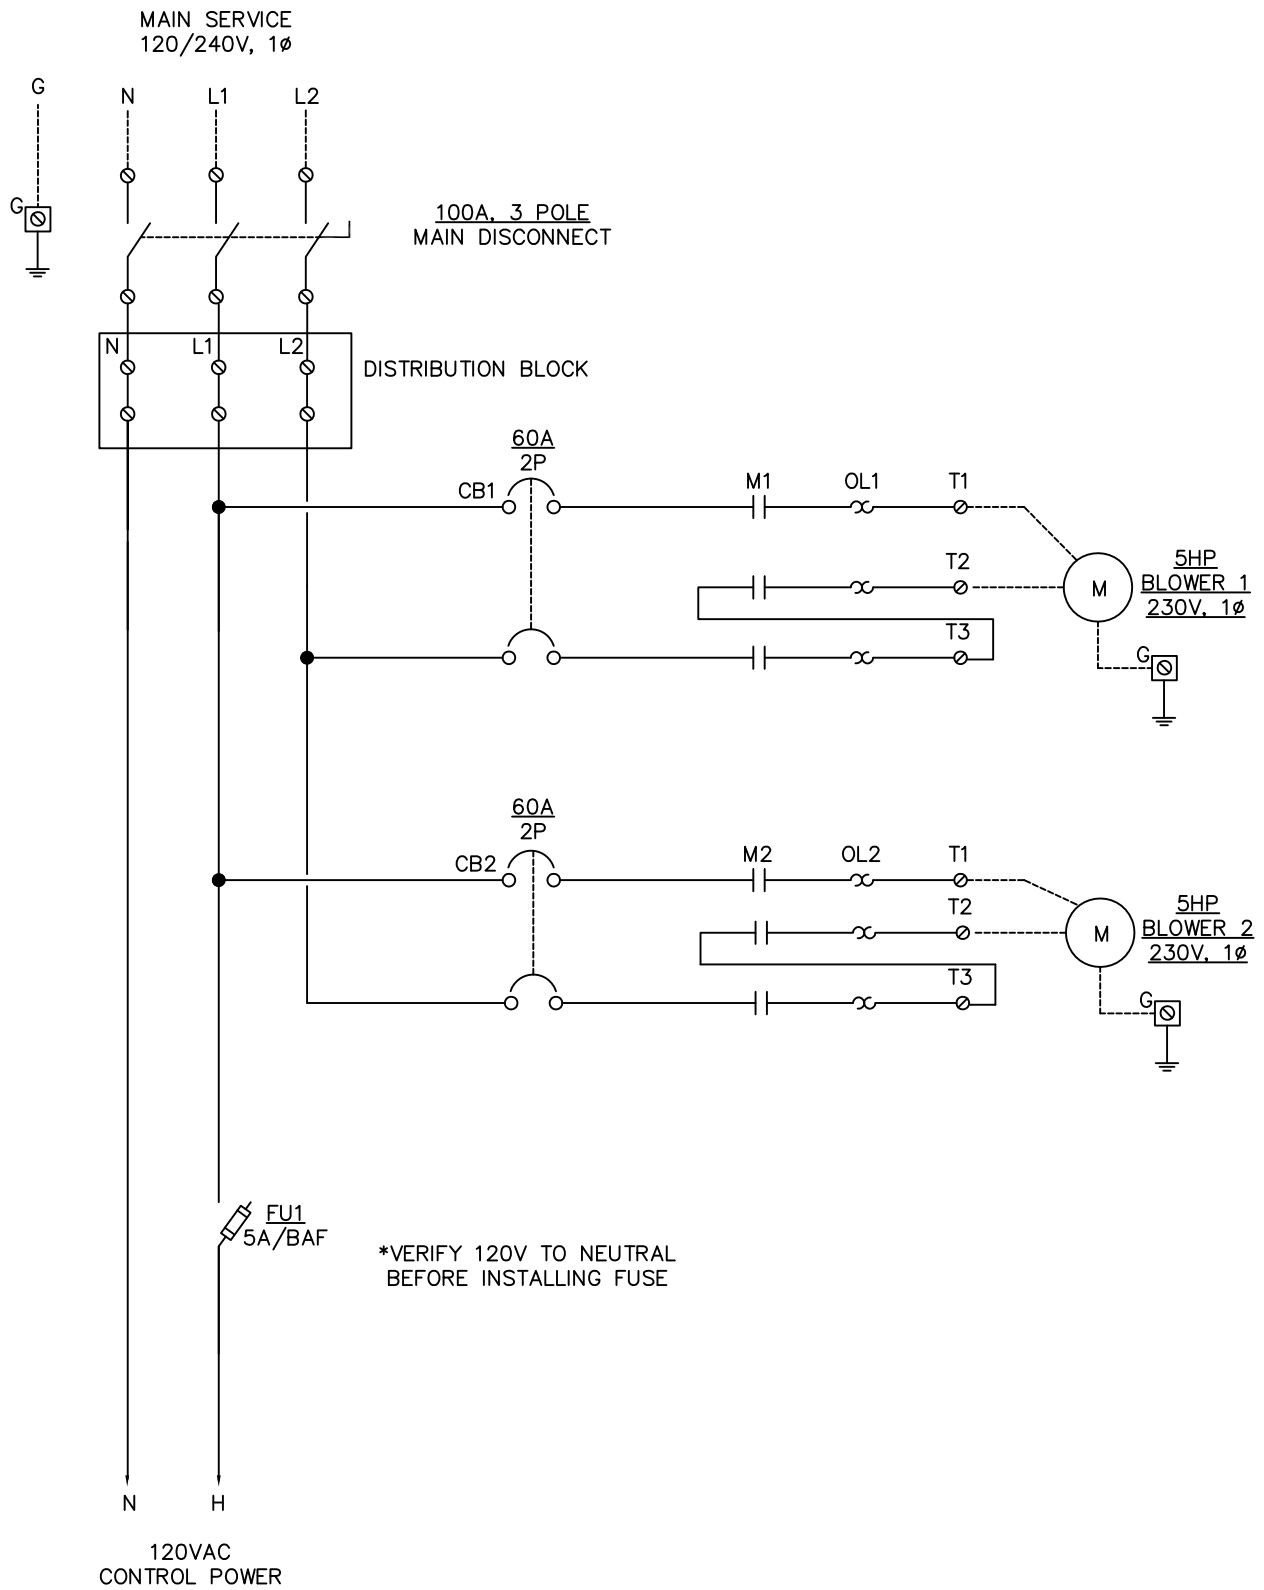 MAIN SERVICE
120/240V, 1ø
G
N
L1
L2
G
100A, 3 POLE
MAIN DISCONNECT
N
L1
L2
DISTRIBUTION BLOCK
60A
2P
CB1
M1
OL1
T1
T2
T3
M
5HP
BLOWER 1
230V, 1ø
G
60A
2P
CB2
M2
OL2
T1
T2
T3
M
5HP
BLOWER 2
230V, 1ø
G
FU1
5A/BAF
*VERIFY 120V TO NEUTRAL
BEFORE INSTALLING FUSE
N
H
120VAC
CONTROL POWER